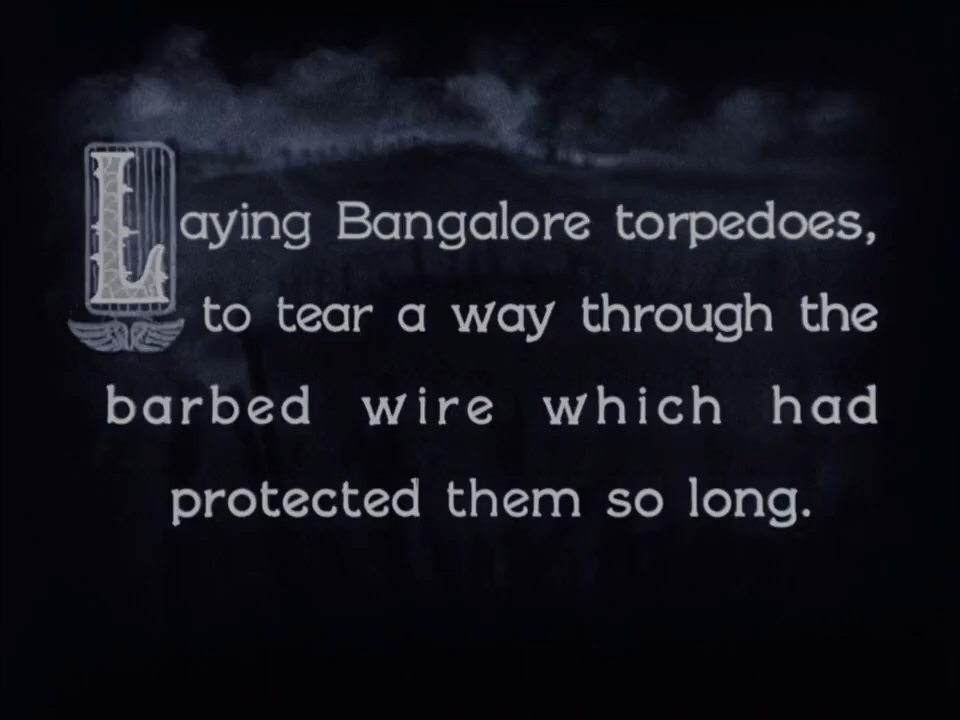 Laying Bangalore torpedoes,
to tear a way through the
barbed wire which had
protected them so long.